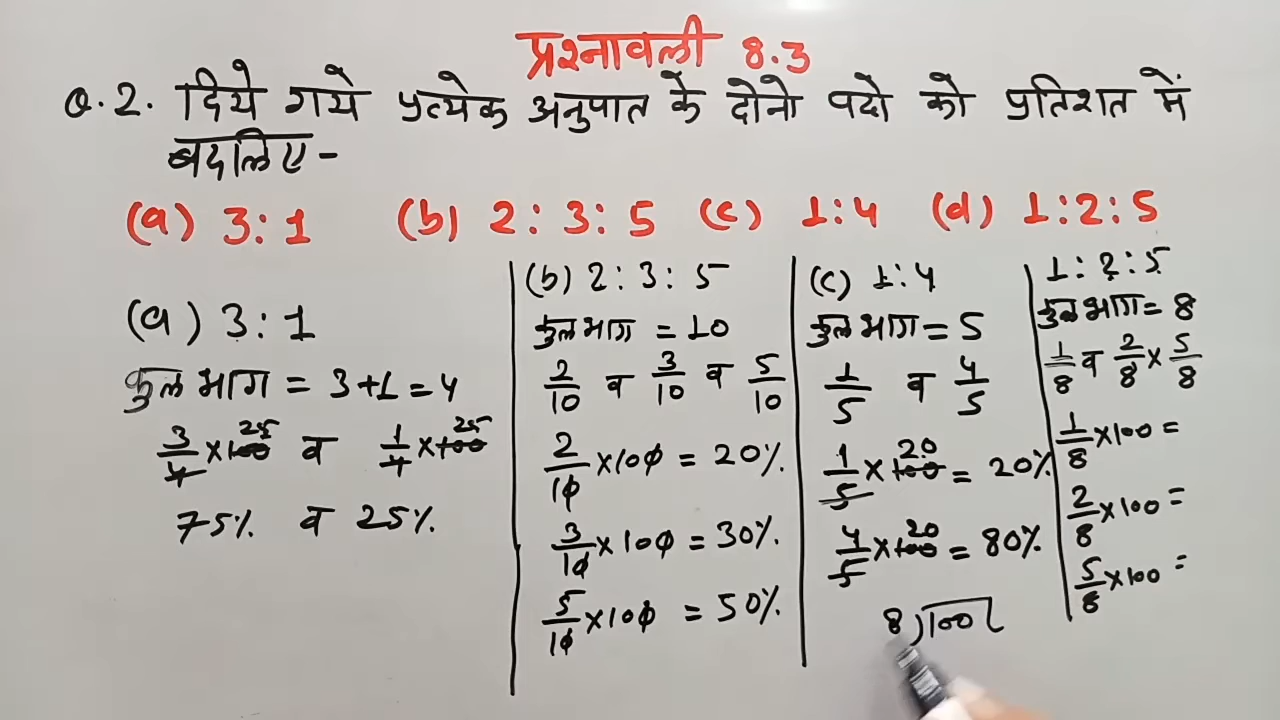 प्रश्नावली 8.3
Q.2. दिये गये प्रत्येक अनुपात के दोनो पदो को प्रतिशत में
बदलिए-
(a) 3:1 (b) 2:3:5 (c) 1:4 (d) 1:2:5
(a) 3:1
कुल भाग = 3+1=4
3/4 ×100 25 व 1/4 ×100 25
75% व 25%
(b) 2:3:5
कुल भाग = 10
2/10 व 3/10 व 5/10
2/10 ×100 = 20%
3/10 ×100 = 30%
5/10 ×100 = 50%
(c) 1:4
कुल भाग = 5
1/5 व 4/5
1/5 × 100 20 = 20%
4/5 ×100 20 = 80%
8)100(
1:2:5
कुल भाग = 8
1/8 व 2/8 × 5/8
1/8 ×100 =
2/8 ×100 =
5/8 ×100 =